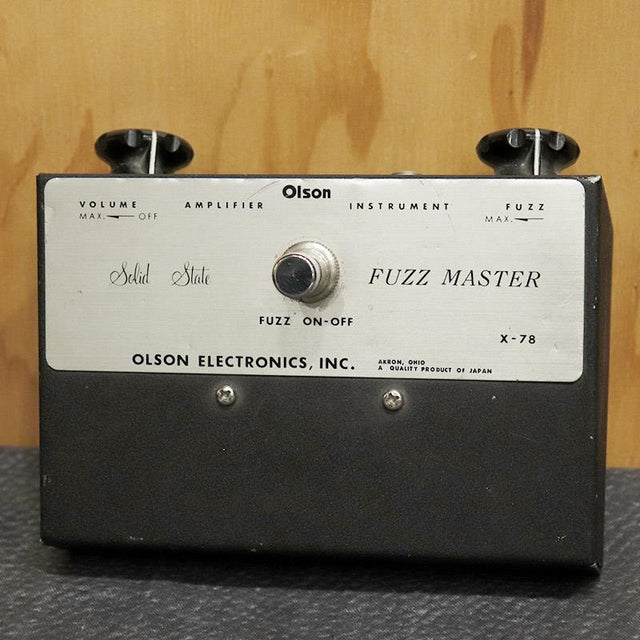 Olson
VOLUME AMPLIFIER INSTRUMENT FUZZ
MAX. OFF MAX.
Solid State FUZZ MASTER
FUZZ ON-OFF
X-78
OLSON ELECTRONICS, INC. AKRON, OHIO
A QUALITY PRODUCT OF JAPAN